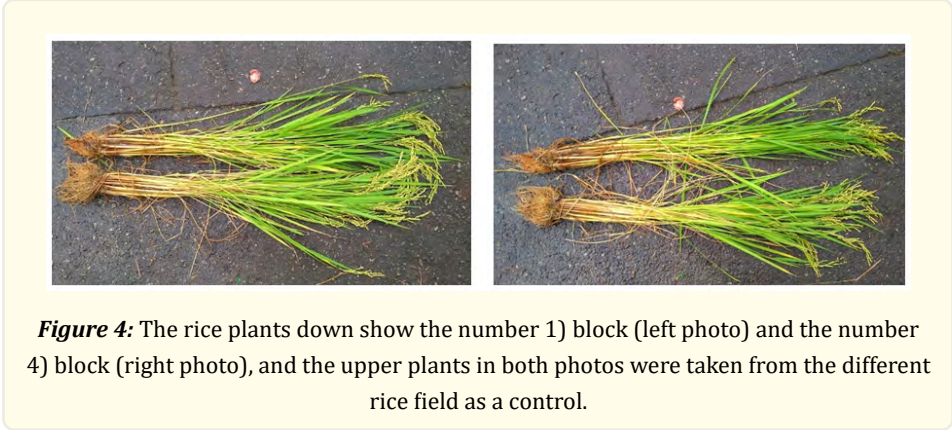 Figure 4: The rice plants down show the number 1) block (left photo) and the number
4) block (right photo), and the upper plants in both photos were taken from the different
rice field as a control.